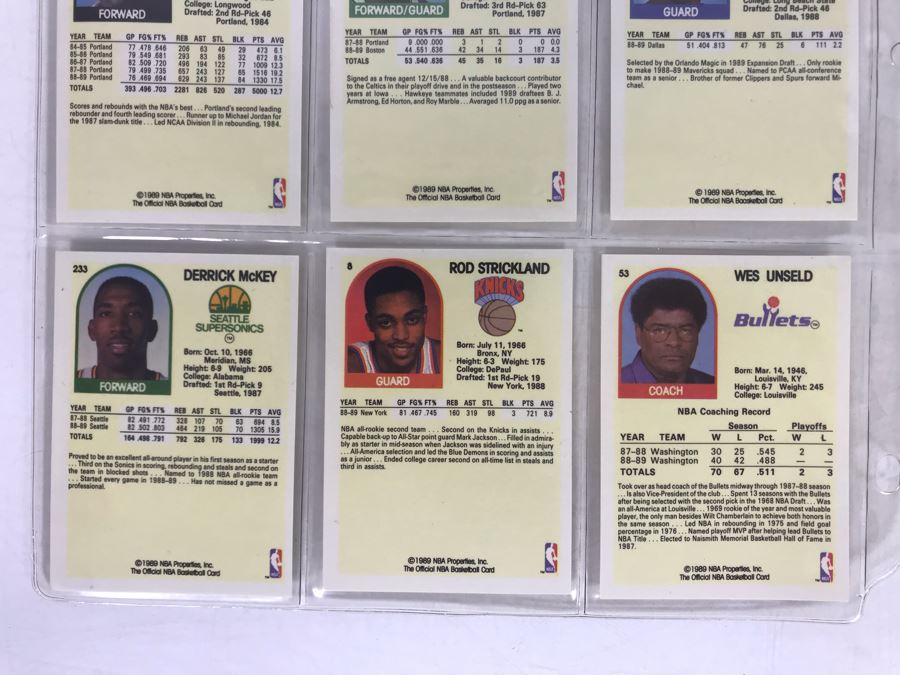 FORWARD
College: Longwood
Drafted: 2nd Rd-Pick 46
Portland, 1984
YEAR TEAM GP FG% FT% REB AST STL BLK PTS AVG
84-85 Portland 77 .478 .646 206 63 49 28 473 6.1
85-86 Portland 79 .549 .681 293 83 85 32 672 8.5
86-87 Portland 82 .509 .720 496 194 122 77 1009 12.3
87-88 Portland 79 .499 .735 657 243 127 65 1516 19.2
88-89 Portland 76 .469 .694 629 243 137 84 1330 17.5
TOTALS 393 .496 .703 2281 826 520 287 5000 12.7
Scores and rebounds with the NBA's best . . . Portland's second leading
rebounder and fourth leading scorer . . . Runner up to Michael Jordan for
the 1987 slam-dunk title . . . Led NCAA Division II in rebounding, 1984.
©1989 NBA Properties, Inc.
The Official NBA Basketball Card
FORWARD/GUARD
Drafted: 3rd Rd-Pick 63
Portland, 1987
YEAR TEAM GP FG% FT% REB AST STL BLK PTS AVG
87-88 Portland 9 .000 .000 3 1 2 0 0 0.0
88-89 Boston 44 .551 .636 42 34 14 3 187 4.3
TOTALS 53 .540 .636 45 35 16 3 187 3.5
Signed as a free agent 12/15/88 . . . A valuable backcourt contributor
to the Celtics in their playoff drive and in the postseason . . . Played two
years at Iowa . . . Hawkeye teammates included 1989 draftees B. J.
Armstrong, Ed Horton, and Roy Marble . . . Averaged 11.0 ppg as a senior.
©1989 NBA Properties, Inc.
The Official NBA Basketball Card
GUARD
College: Long Beach State
Drafted: 2nd Rd-Pick 46
Dallas, 1988
YEAR TEAM GP FG% FT% REB AST STL BLK PTS AVG
88-89 Dallas 51 .404 .813 47 76 25 6 111 2.2
Selected by the Orlando Magic in 1989 Expansion Draft . . . Only rookie
to make 1988-89 Mavericks squad . . . Named to PCAA all-conference
team as a senior . . . Brother of former Clippers and Spurs forward Mi-
chael.
©1989 NBA Properties, Inc.
The Official NBA Basketball Card
233
DERRICK McKEY
SEATTLE
SUPERSONICS
TM
FORWARD
Born: Oct. 10, 1966
Meridian, MS
Height: 6-9 Weight: 205
College: Alabama
Drafted: 1st Rd-Pick 9
Seattle, 1987
YEAR TEAM GP FG% FT% REB AST STL BLK PTS AVG
87-88 Seattle 82 .491 .772 328 107 70 63 694 8.5
88-89 Seattle 82 .502 .803 464 219 105 70 1305 15.9
TOTALS 164 .498 .791 792 326 175 133 1999 12.2
Proved to be an excellent all-around player in his first season as a starter
. . . Third on the Sonics in scoring, rebounding and steals and second on
the team in blocked shots . . . Named to 1988 NBA all-rookie team
. . . Started every game in 1988-89 . . . Has not missed a game as a
professional.
©1989 NBA Properties, Inc.
The Official NBA Basketball Card
8
ROD STRICKLAND
KNICKS
TM
GUARD
Born: July 11, 1966
Bronx, NY
Height: 6-3 Weight: 175
College: DePaul
Drafted: 1st Rd-Pick 19
New York, 1988
YEAR TEAM GP FG% FT% REB AST STL BLK PTS AVG
88-89 New York 81 .467 .745 160 319 98 3 721 8.9
NBA all-rookie second team . . . Second on the Knicks in assists . . .
Capable back-up to All-Star point guard Mark Jackson . . . Filled in admira-
bly as starter in mid-season when Jackson was sidelined with an injury
. . . All-America selection and led the Blue Demons in scoring and assists
as a junior . . . Ended college career second on all-time list in steals and
third in assists.
©1989 NBA Properties, Inc.
The Official NBA Basketball Card
53
WES UNSELD
Bullets
TM
COACH
Born: Mar. 14, 1946,
Louisville, KY
Height: 6-7 Weight: 245
College: Louisville
NBA Coaching Record
Season Playoffs
YEAR TEAM W L Pct. W L
87-88 Washington 30 25 .545 2 3
88-89 Washington 40 42 .488 — —
TOTALS 70 67 .511 2 3
Took over as head coach of the Bullets midway through 1987-88 season
. . . Is also Vice-President of the club . . . Spent 13 seasons with the Bullets
after being selected with the second pick in the 1968 NBA Draft . . . Was
an all-America at Louisville . . . 1969 rookie of the year and most valuable
player, the only man besides Wilt Chamberlain to achieve both honors in
the same season . . . Led NBA in rebounding in 1975 and field goal
percentage in 1976 . . . Named playoff MVP after helping lead Bullets to
NBA Title . . . Elected to Naismith Memorial Basketball Hall of Fame in
1987.
©1989 NBA Properties, Inc.
The Official NBA Basketball Card